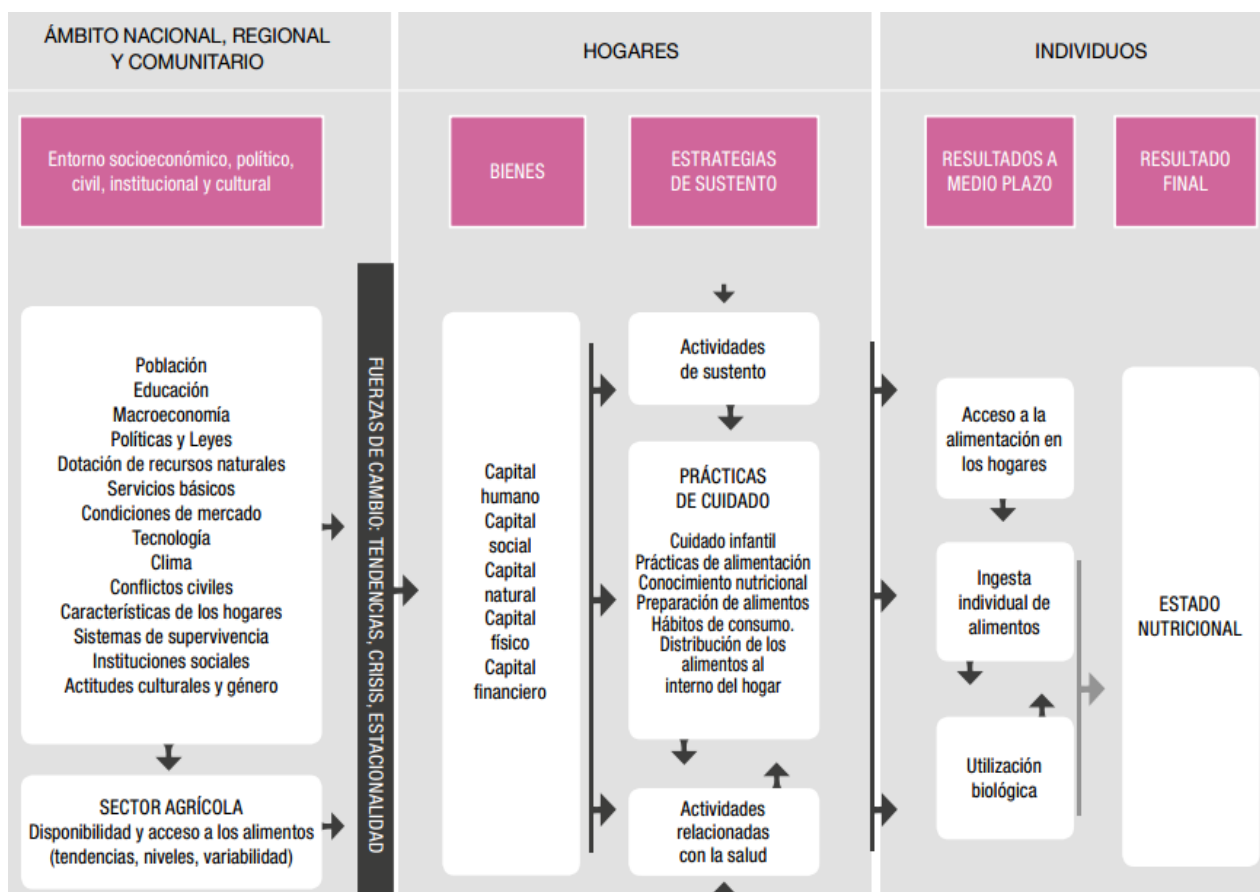 ÁMBITO NACIONAL, REGIONAL
Y COMUNITARIO
HOGARES
INDIVIDUOS
Entorno socioeconómico, político,
civil, institucional y cultural
BIENES
ESTRATEGIAS
DE SUSTENTO
RESULTADOS A
MEDIO PLAZO
RESULTADO
FINAL
Población
Educación
Macroeconomía
Políticas y Leyes
Dotación de recursos naturales
Servicios básicos
Condiciones de mercado
Tecnología
Clima
Conflictos civiles
Características de los hogares
Sistemas de supervivencia
Instituciones sociales
Actitudes culturales y género
SECTOR AGRÍCOLA
Disponibilidad y acceso a los alimentos
(tendencias, niveles, variabilidad)
FUERZAS DE CAMBIO: TENDENCIAS, CRISIS, ESTACIONALIDAD
Capital
humano
Capital
social
Capital
natural
Capital
físico
Capital
financiero
Actividades
de sustento
PRÁCTICAS
DE CUIDADO
Cuidado infantil
Prácticas de alimentación
Conocimiento nutricional
Preparación de alimentos
Hábitos de consumo.
Distribución de los
alimentos al
interno del hogar
Actividades
relacionadas
con la salud
Acceso a la
alimentación en
los hogares
Ingesta
individual de
alimentos
Utilización
biológica
ESTADO
NUTRICIONAL